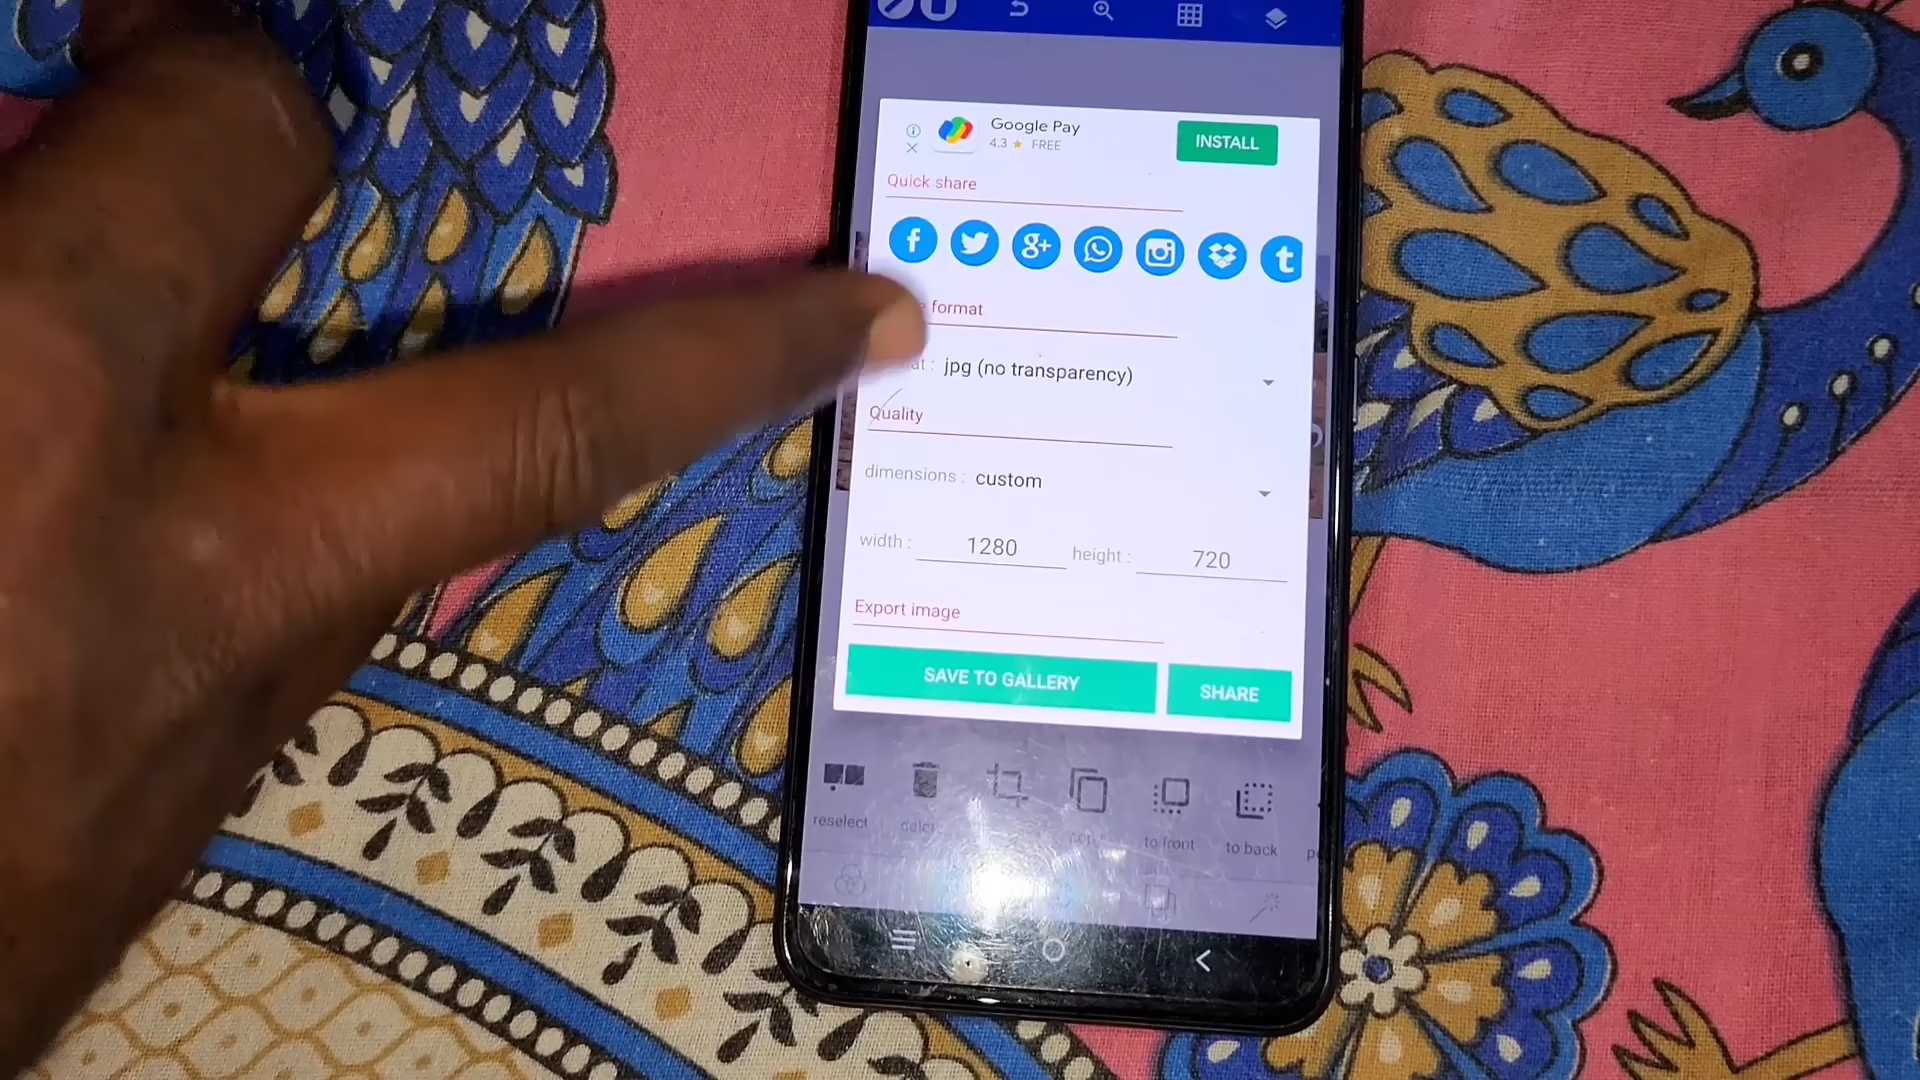 Google Pay
4.3 ★ FREE
INSTALL
Quick share
format
jpg (no transparency)
Quality
dimensions : custom
width : 1280 height : 720
Export image
SAVE TO GALLERY SHARE
reselect to front to back